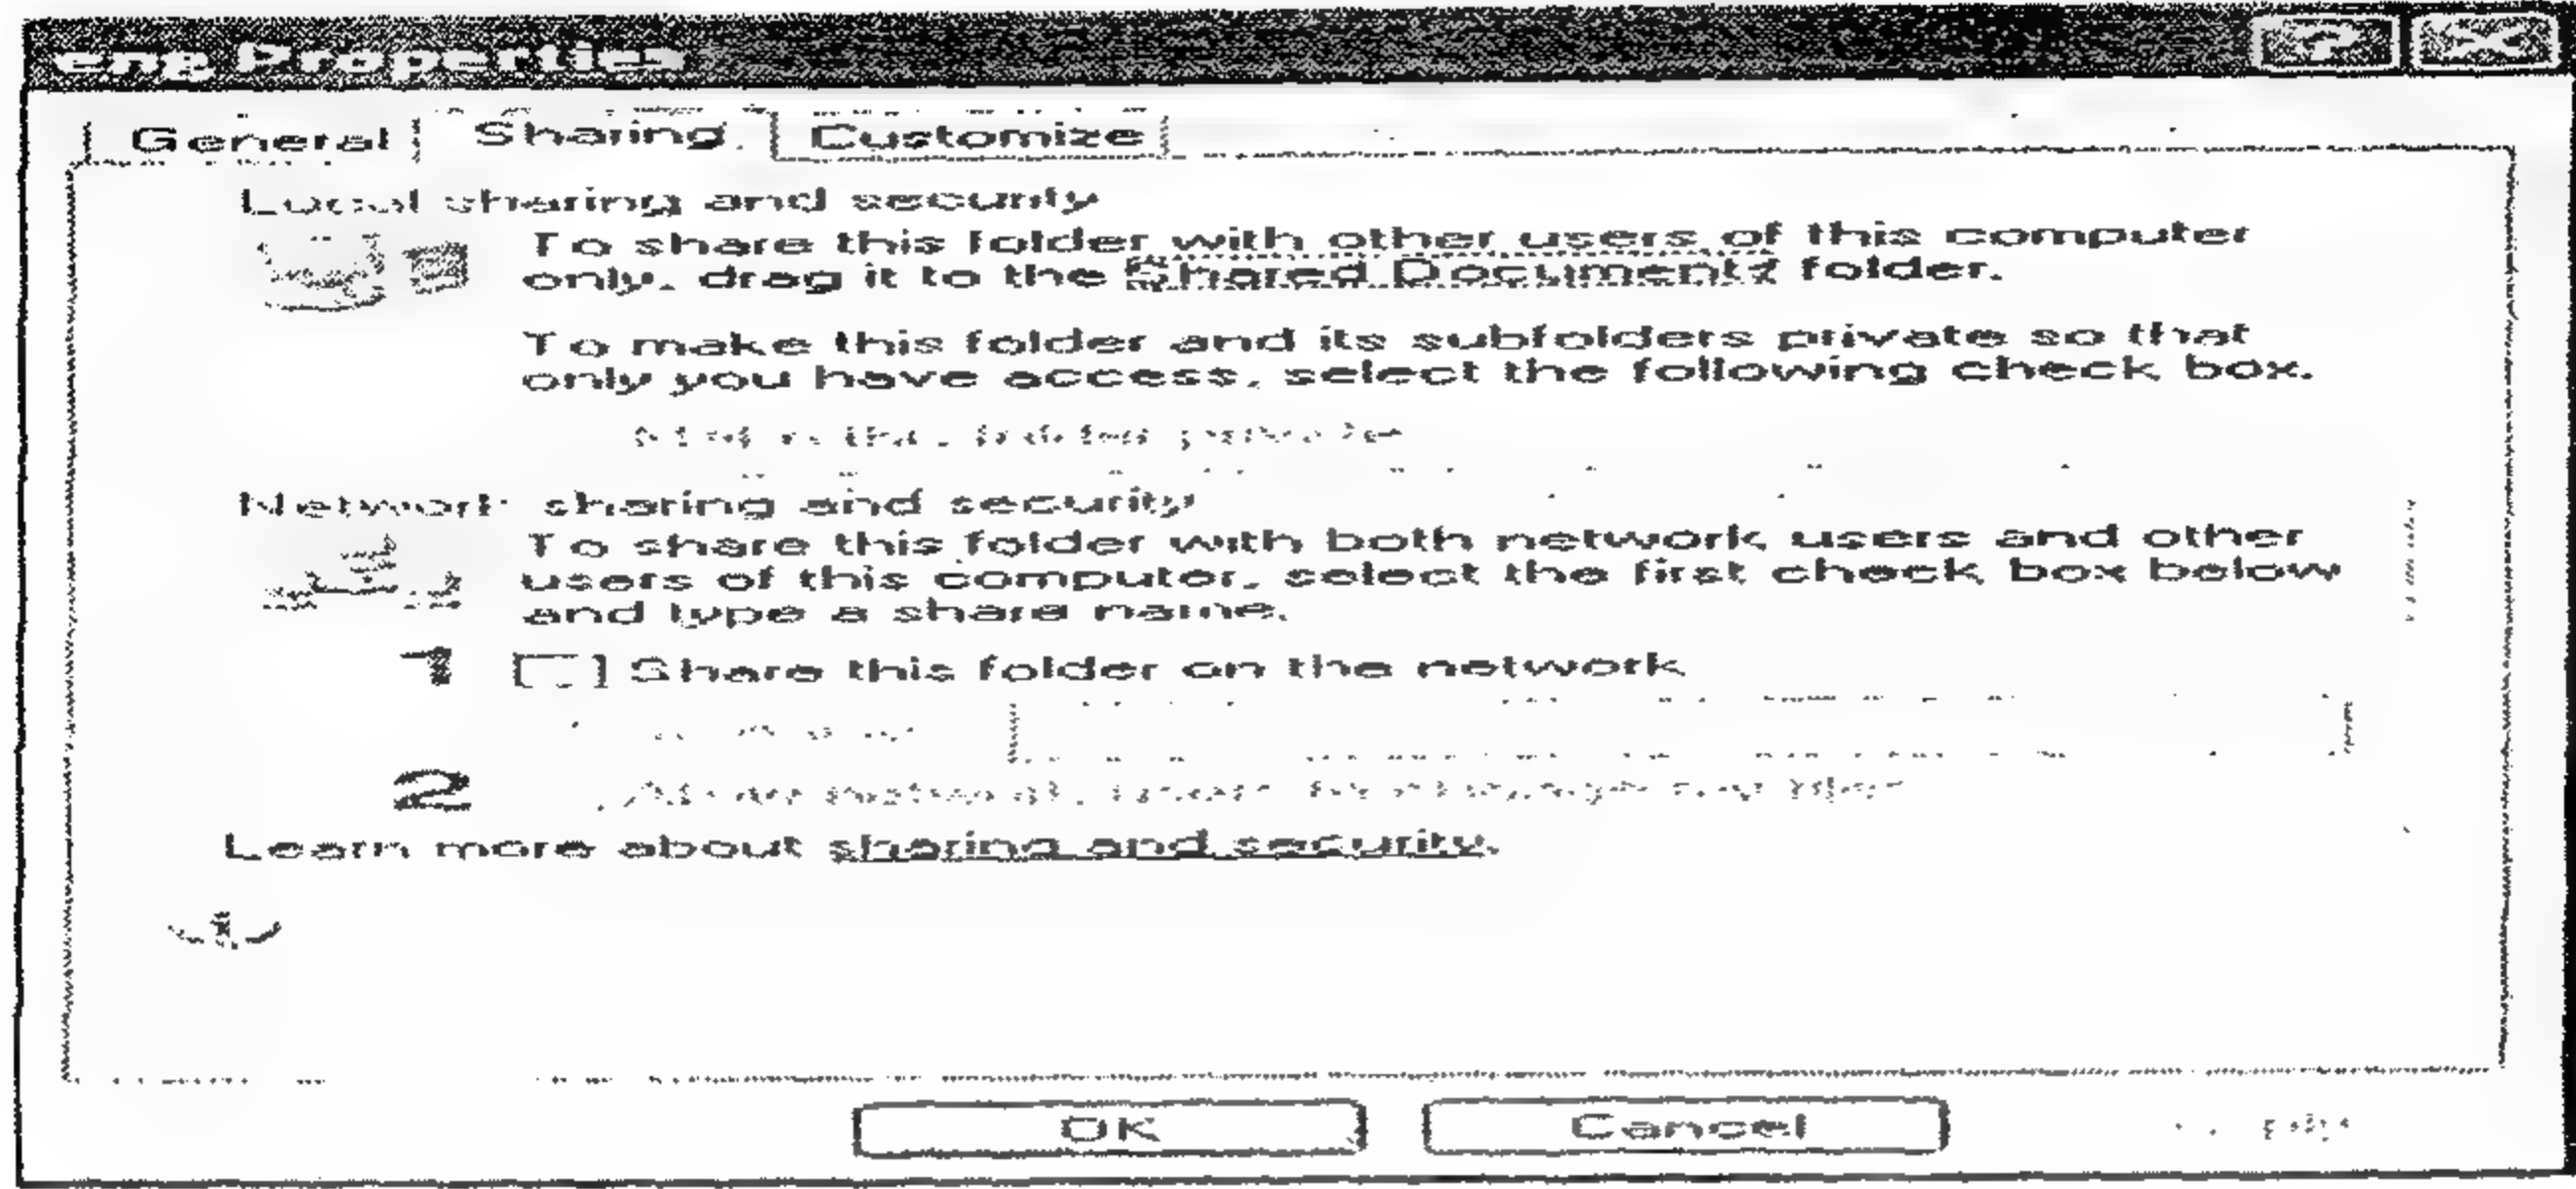 eng Properties
General Sharing Customize
Local sharing and security
To share this folder with other users of this computer
only, drag it to the Shared Documents folder.
To make this folder and its subfolders private so that
only you have access, select the following check box.
Make this folder private
Network sharing and security
To share this folder with both network users and other
users of this computer, select the first check box below
and type a share name.
1 Share this folder on the network
2
Learn more about sharing and security.
OK Cancel